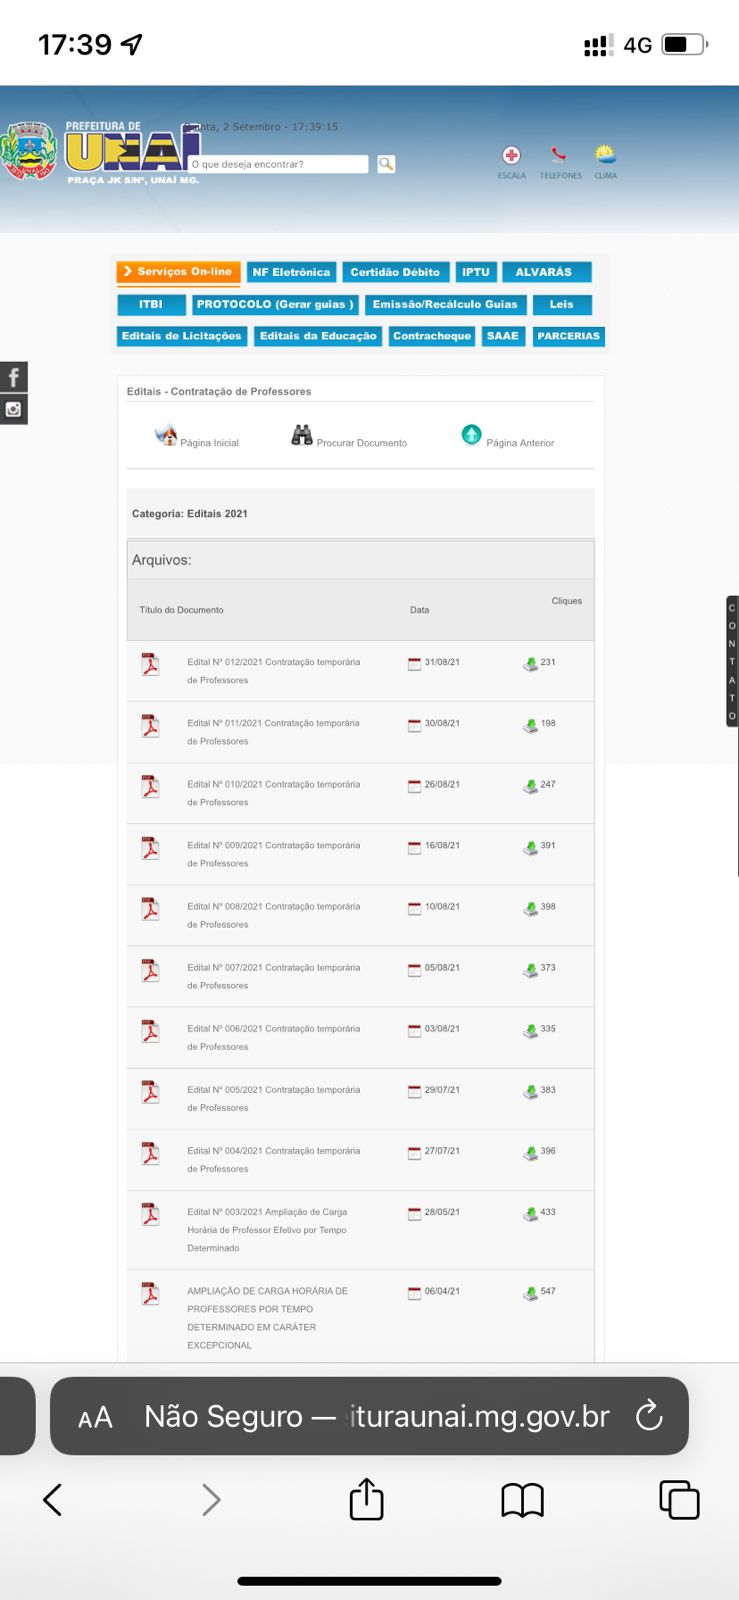 17:39
4G
PREFEITURA DE
UNAÍ
PRAÇA JK S/Nº, UNAÍ MG.
2 Setembro - 17:39:15
O que deseja encontrar?
ESCALA TELEFONES CLIMA
Serviços On-line NF Eletrônica Certidão Débito IPTU ALVARÁS
ITBI PROTOCOLO (Gerar guias ) Emissão/Recálculo Guias Leis
Editais de Licitações Editais da Educação Contracheque SAAE PARCERIAS
Editais - Contratação de Professores
Página Inicial Procurar Documento Página Anterior
Categoria: Editais 2021
Arquivos:
Título do Documento Data Cliques
Edital Nº 012/2021 Contratação temporária 31/08/21 231
de Professores
Edital Nº 011/2021 Contratação temporária 30/08/21 198
de Professores
Edital Nº 010/2021 Contratação temporária 26/08/21 247
de Professores
Edital Nº 009/2021 Contratação temporária 16/08/21 391
de Professores
Edital Nº 008/2021 Contratação temporária 10/08/21 398
de Professores
Edital Nº 007/2021 Contratação temporária 05/08/21 373
de Professores
Edital Nº 006/2021 Contratação temporária 03/08/21 335
de Professores
Edital Nº 005/2021 Contratação temporária 29/07/21 383
de Professores
Edital Nº 004/2021 Contratação temporária 27/07/21 396
de Professores
Edital Nº 003/2021 Ampliação de Carga 28/05/21 433
Horária de Professor Efetivo por Tempo
Determinado
AMPLIAÇÃO DE CARGA HORÁRIA DE 06/04/21 547
PROFESSORES POR TEMPO
DETERMINADO EM CARÁTER
EXCEPCIONAL
CONTATO
AA Não Seguro — ituraunai.mg.gov.br